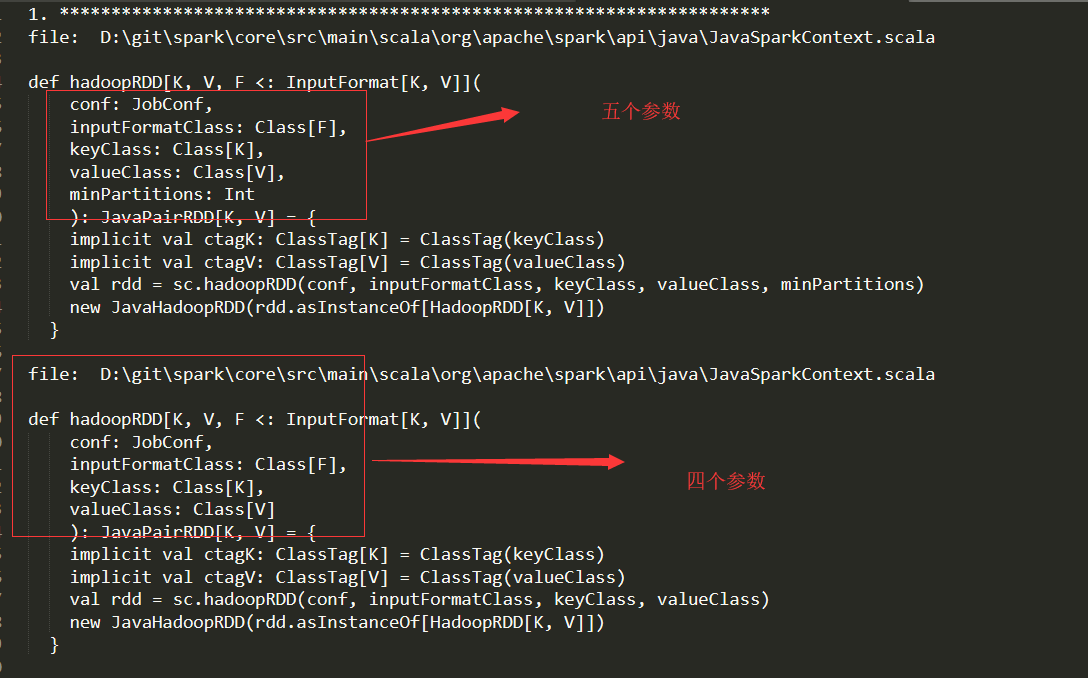 1. *********************************************************************
file:  D:\git\spark\core\src\main\scala\org\apache\spark\api\java\JavaSparkContext.scala
def hadoopRDD[K, V, F <: InputFormat[K, V]](
conf: JobConf,
五个参数
inputFormatClass: Class[F],
keyClass: Class[K],
valueClass: Class[V],
minPartitions: Int
): JavaPairRDD[K, V] = {
implicit val ctagK: ClassTag[K] = ClassTag(keyClass)
implicit val ctagV: ClassTag[V] = ClassTag(valueClass)
val rdd = sc.hadoopRDD(conf, inputFormatClass, keyClass, valueClass, minPartitions)
new JavaHadoopRDD(rdd.asInstanceOf[HadoopRDD[K, V]])
}
file:  D:\git\spark\core\src\main\scala\org\apache\spark\api\java\JavaSparkContext.scala
def hadoopRDD[K, V, F <: InputFormat[K, V]](
conf: JobConf,
inputFormatClass: Class[F],
keyClass: Class[K],
四个参数
valueClass: Class[V]
): JavaPairRDD[K, V] = {
implicit val ctagK: ClassTag[K] = ClassTag(keyClass)
implicit val ctagV: ClassTag[V] = ClassTag(valueClass)
val rdd = sc.hadoopRDD(conf, inputFormatClass, keyClass, valueClass)
new JavaHadoopRDD(rdd.asInstanceOf[HadoopRDD[K, V]])
}